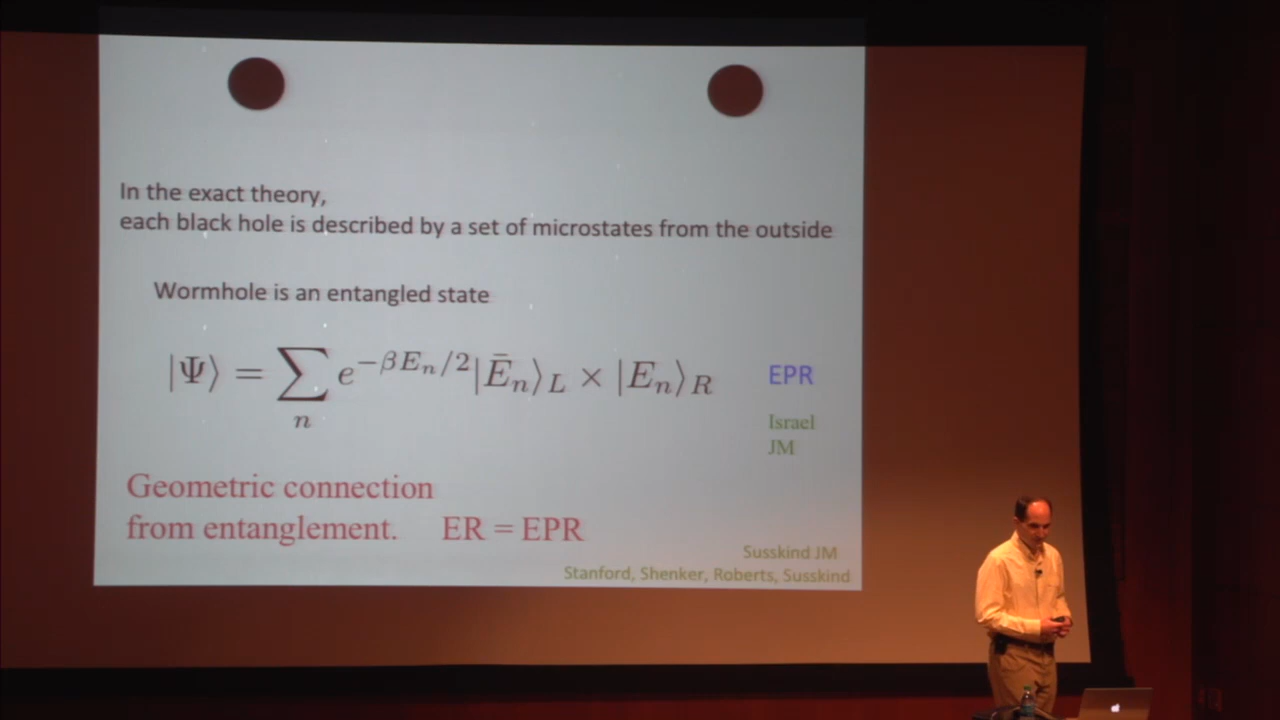 In the exact theory,
each black hole is described by a set of microstates from the outside
Wormhole is an entangled state
|Ψ⟩ = ∑ₙ e^{−βEₙ/2}|Ēₙ⟩_L × |Eₙ⟩_R
EPR
Israel
JM
Geometric connection
from entanglement. ER = EPR
Susskind JM
Stanford, Shenker, Roberts, Susskind